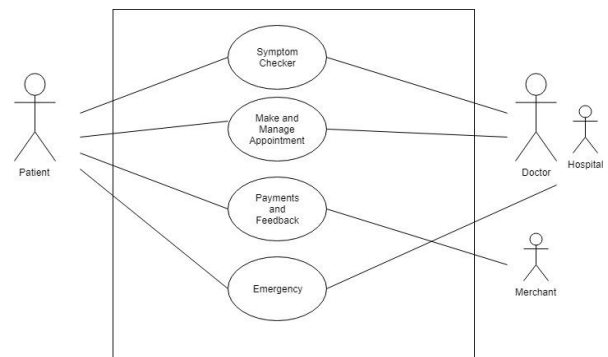 Symptom
Checker
Make and
Manage
Appointment
Patient
Doctor
Hospital
Payments
and
Feedback
Emergency
Merchant